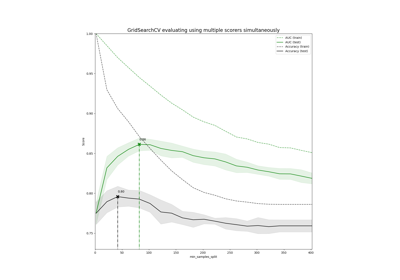 GridSearchCV evaluating using multiple scorers simultaneously
AUC (train)
AUC (test)
Accuracy (train)
Accuracy (test)
Score
1.00
0.95
0.90
0.85
0.80
0.75
0.86
0.80
0
50
100
150
200
250
300
350
400
min_samples_split